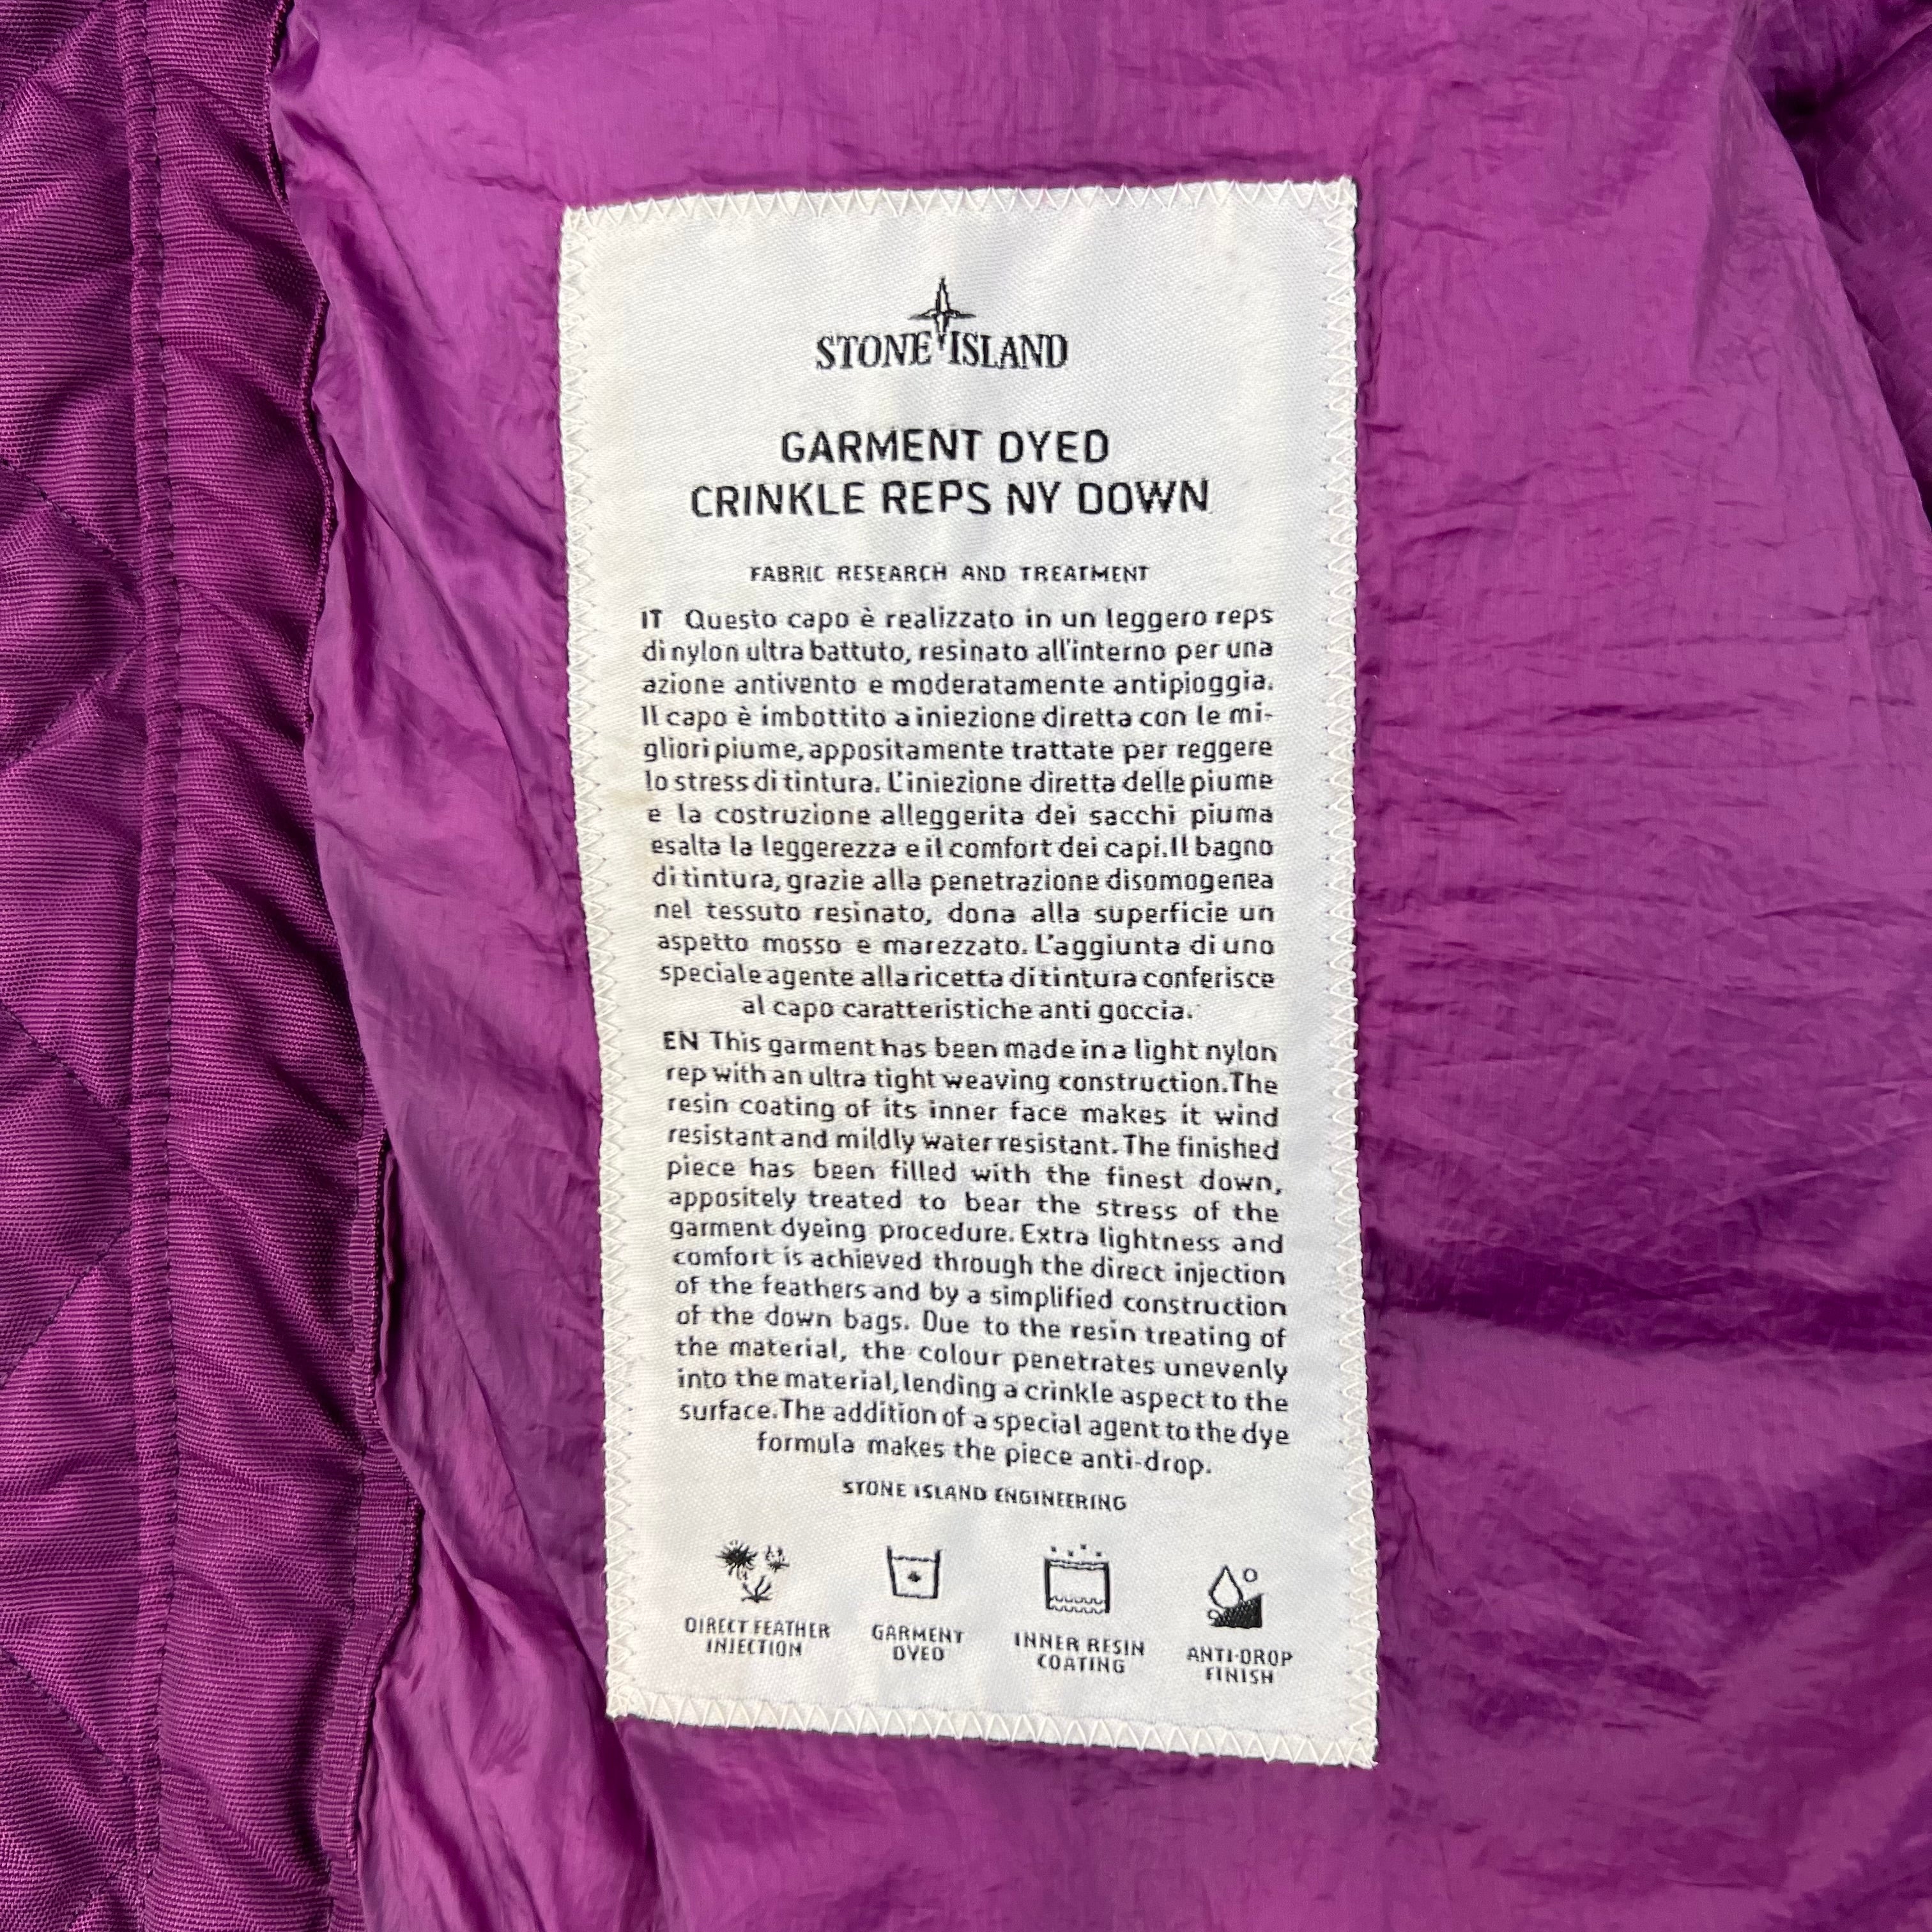 STONE ISLAND
GARMENT DYED
CRINKLE REPS NY DOWN
FABRIC RESEARCH AND TREATMENT
IT Questo capo è realizzato in un leggero reps
di nylon ultra battuto, resinato all'interno per una
azione antivento e moderatamente antipioggia.
Il capo è imbottito a iniezione diretta con le mi-
gliori piume, appositamente trattate per reggere
lo stress di tintura. L'iniezione diretta delle piume
e la costruzione alleggerita dei sacchi piuma
esalta la leggerezza e il comfort dei capi. Il bagno
di tintura, grazie alla penetrazione disomogenea
nel tessuto resinato, dona alla superficie un
aspetto mosso e marezzato. L'aggiunta di uno
speciale agente alla ricetta di tintura conferisce
al capo caratteristiche anti goccia.
EN This garment has been made in a light nylon
rep with an ultra tight weaving construction. The
resin coating of its inner face makes it wind
resistant and mildly water resistant. The finished
piece has been filled with the finest down,
appositely treated to bear the stress of the
garment dyeing procedure. Extra lightness and
comfort is achieved through the direct injection
of the feathers and by a simplified construction
of the down bags. Due to the resin treating of
the material, the colour penetrates unevenly
into the material, lending a crinkle aspect to the
surface. The addition of a special agent to the dye
formula makes the piece anti-drop.
STONE ISLAND ENGINEERING
DIRECT FEATHER
INJECTION
GARMENT
DYED
INNER RESIN
COATING
ANTI-DROP
FINISH